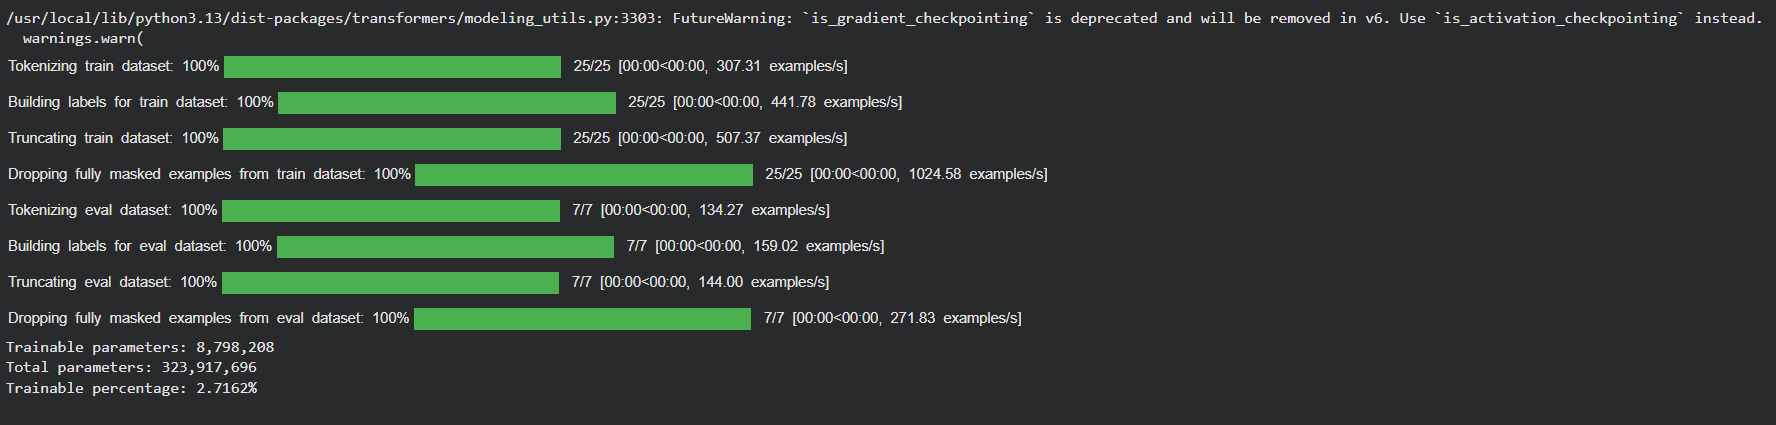 /usr/local/lib/python3.13/dist-packages/transformers/modeling_utils.py:3303: FutureWarning: `is_gradient_checkpointing` is deprecated and will be removed in v6. Use `is_activation_checkpointing` instead.
  warnings.warn(
Tokenizing train dataset: 100% 25/25 [00:00<00:00, 307.31 examples/s]
Building labels for train dataset: 100% 25/25 [00:00<00:00, 441.78 examples/s]
Truncating train dataset: 100% 25/25 [00:00<00:00, 507.37 examples/s]
Dropping fully masked examples from train dataset: 100% 25/25 [00:00<00:00, 1024.58 examples/s]
Tokenizing eval dataset: 100% 7/7 [00:00<00:00, 134.27 examples/s]
Building labels for eval dataset: 100% 7/7 [00:00<00:00, 159.02 examples/s]
Truncating eval dataset: 100% 7/7 [00:00<00:00, 144.00 examples/s]
Dropping fully masked examples from eval dataset: 100% 7/7 [00:00<00:00, 271.83 examples/s]
Trainable parameters: 8,798,208
Total parameters: 323,917,696
Trainable percentage: 2.7162%